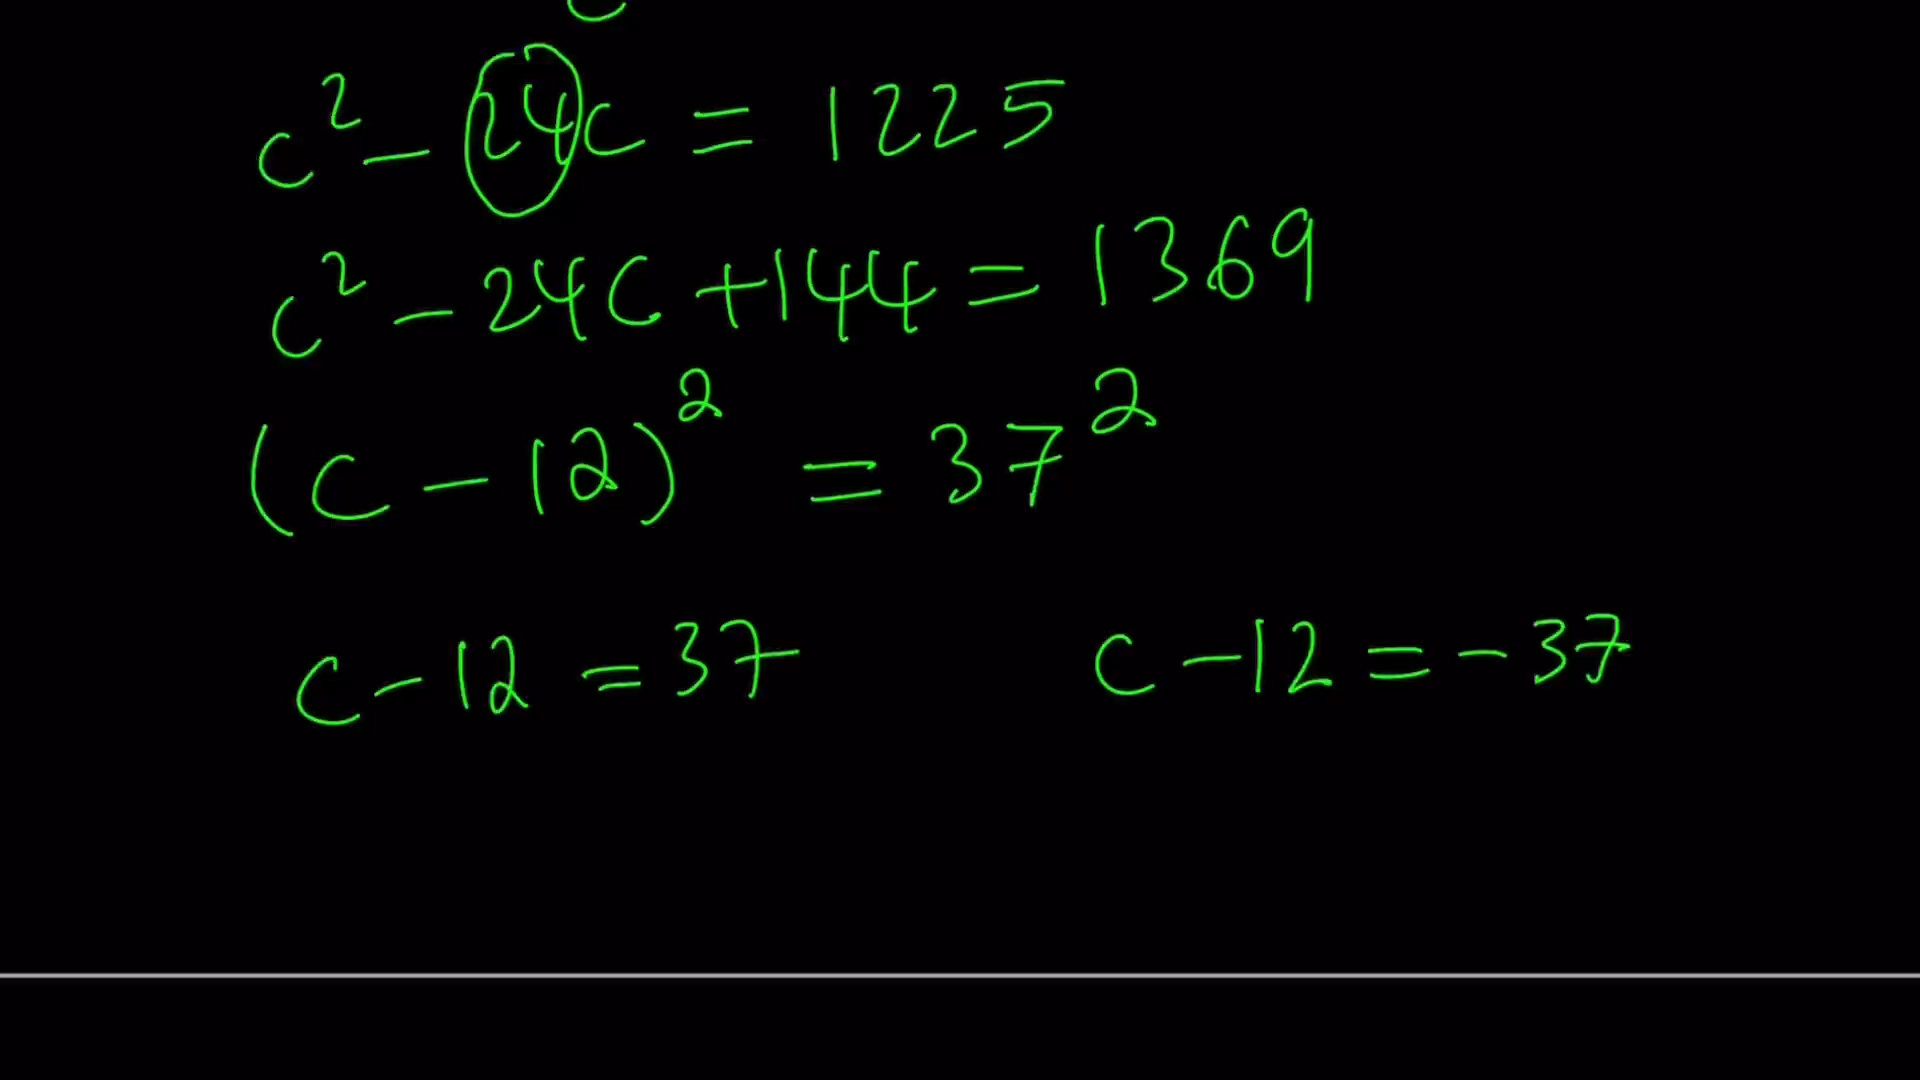 c² - 24c = 1225
c² - 24c + 144 = 1369
(c - 12)² = 37²
c - 12 = 37 c - 12 = -37